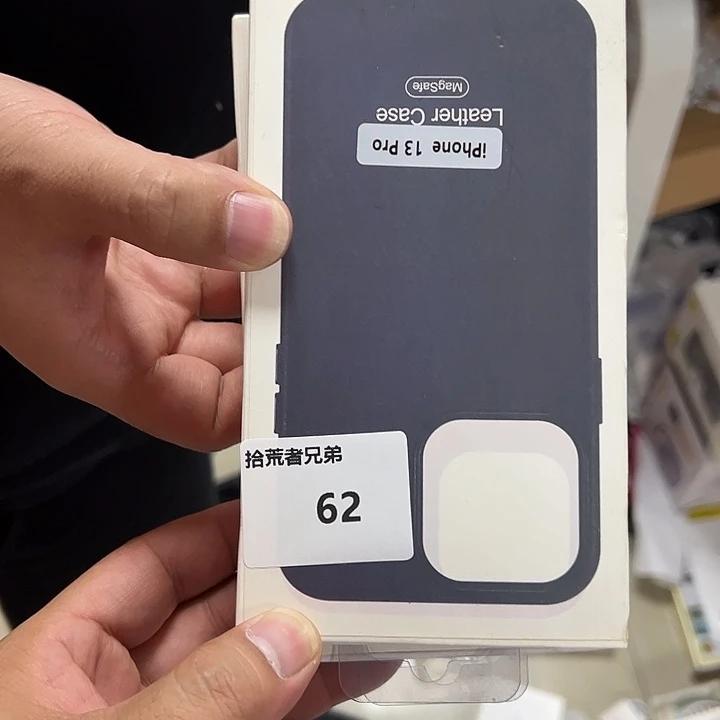 MagSafe
Leather Case
iPhone 13 Pro
拾荒者兄弟
62